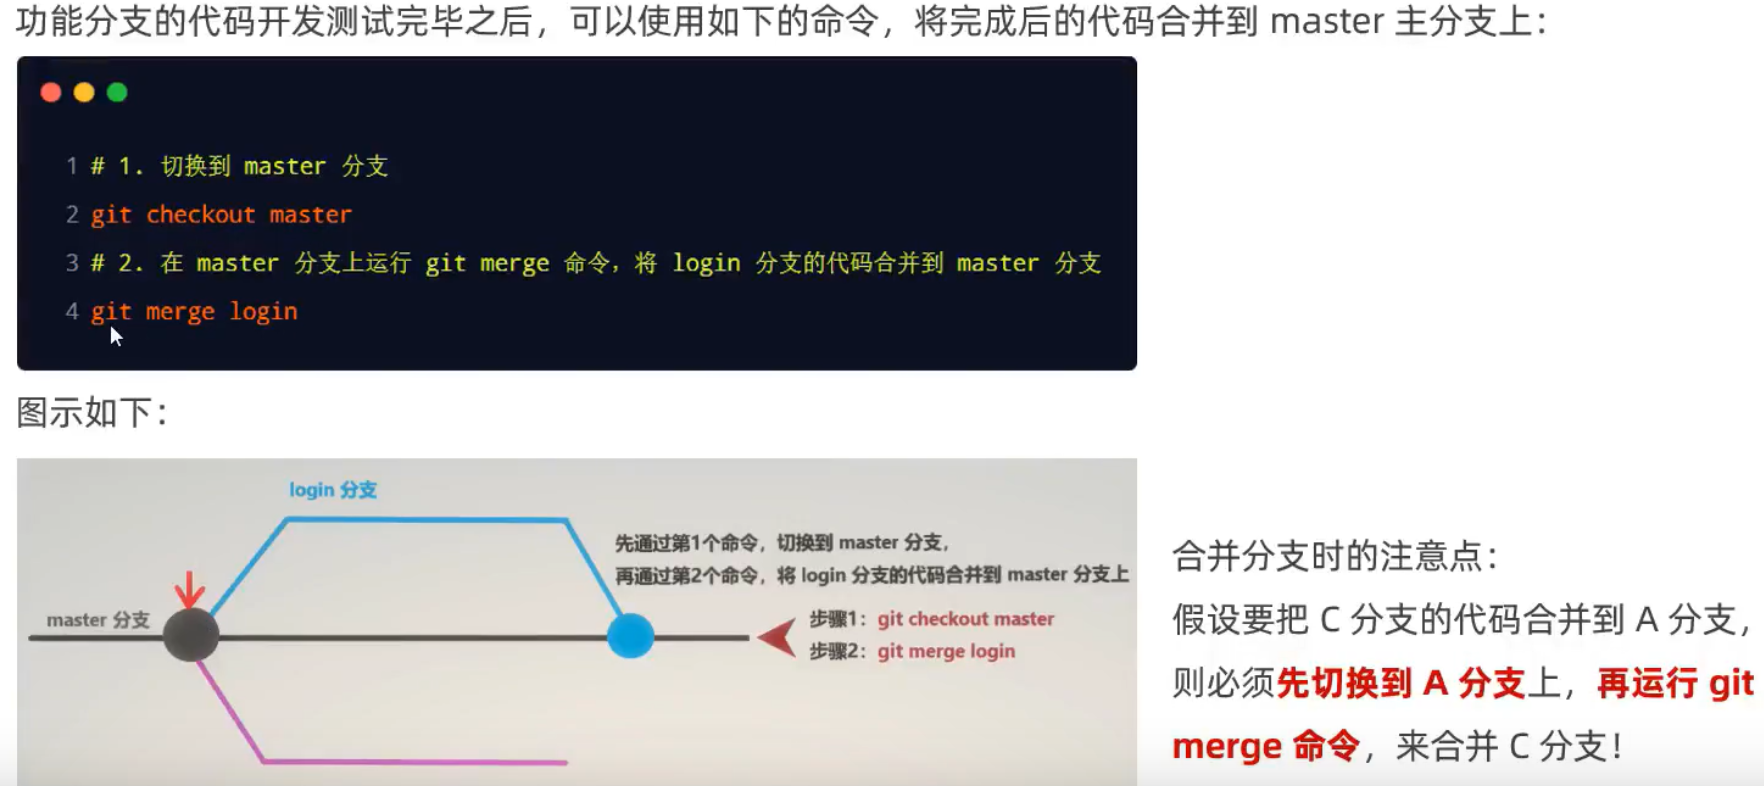 功能分支的代码开发测试完毕之后，可以使用如下的命令，将完成后的代码合并到 master 主分支上：
1 # 1. 切换到 master 分支
2 git checkout master
3 # 2. 在 master 分支上运行 git merge 命令，将 login 分支的代码合并到 master 分支
4 git merge login
图示如下：
login 分支
先通过第1个命令，切换到 master 分支，
再通过第2个命令，将 login 分支的代码合并到 master 分支上
master 分支
步骤1：git checkout master
步骤2：git merge login
合并分支时的注意点：
假设要把 C 分支的代码合并到 A 分支，
则必须先切换到 A 分支上，再运行 git
merge 命令，来合并 C 分支！